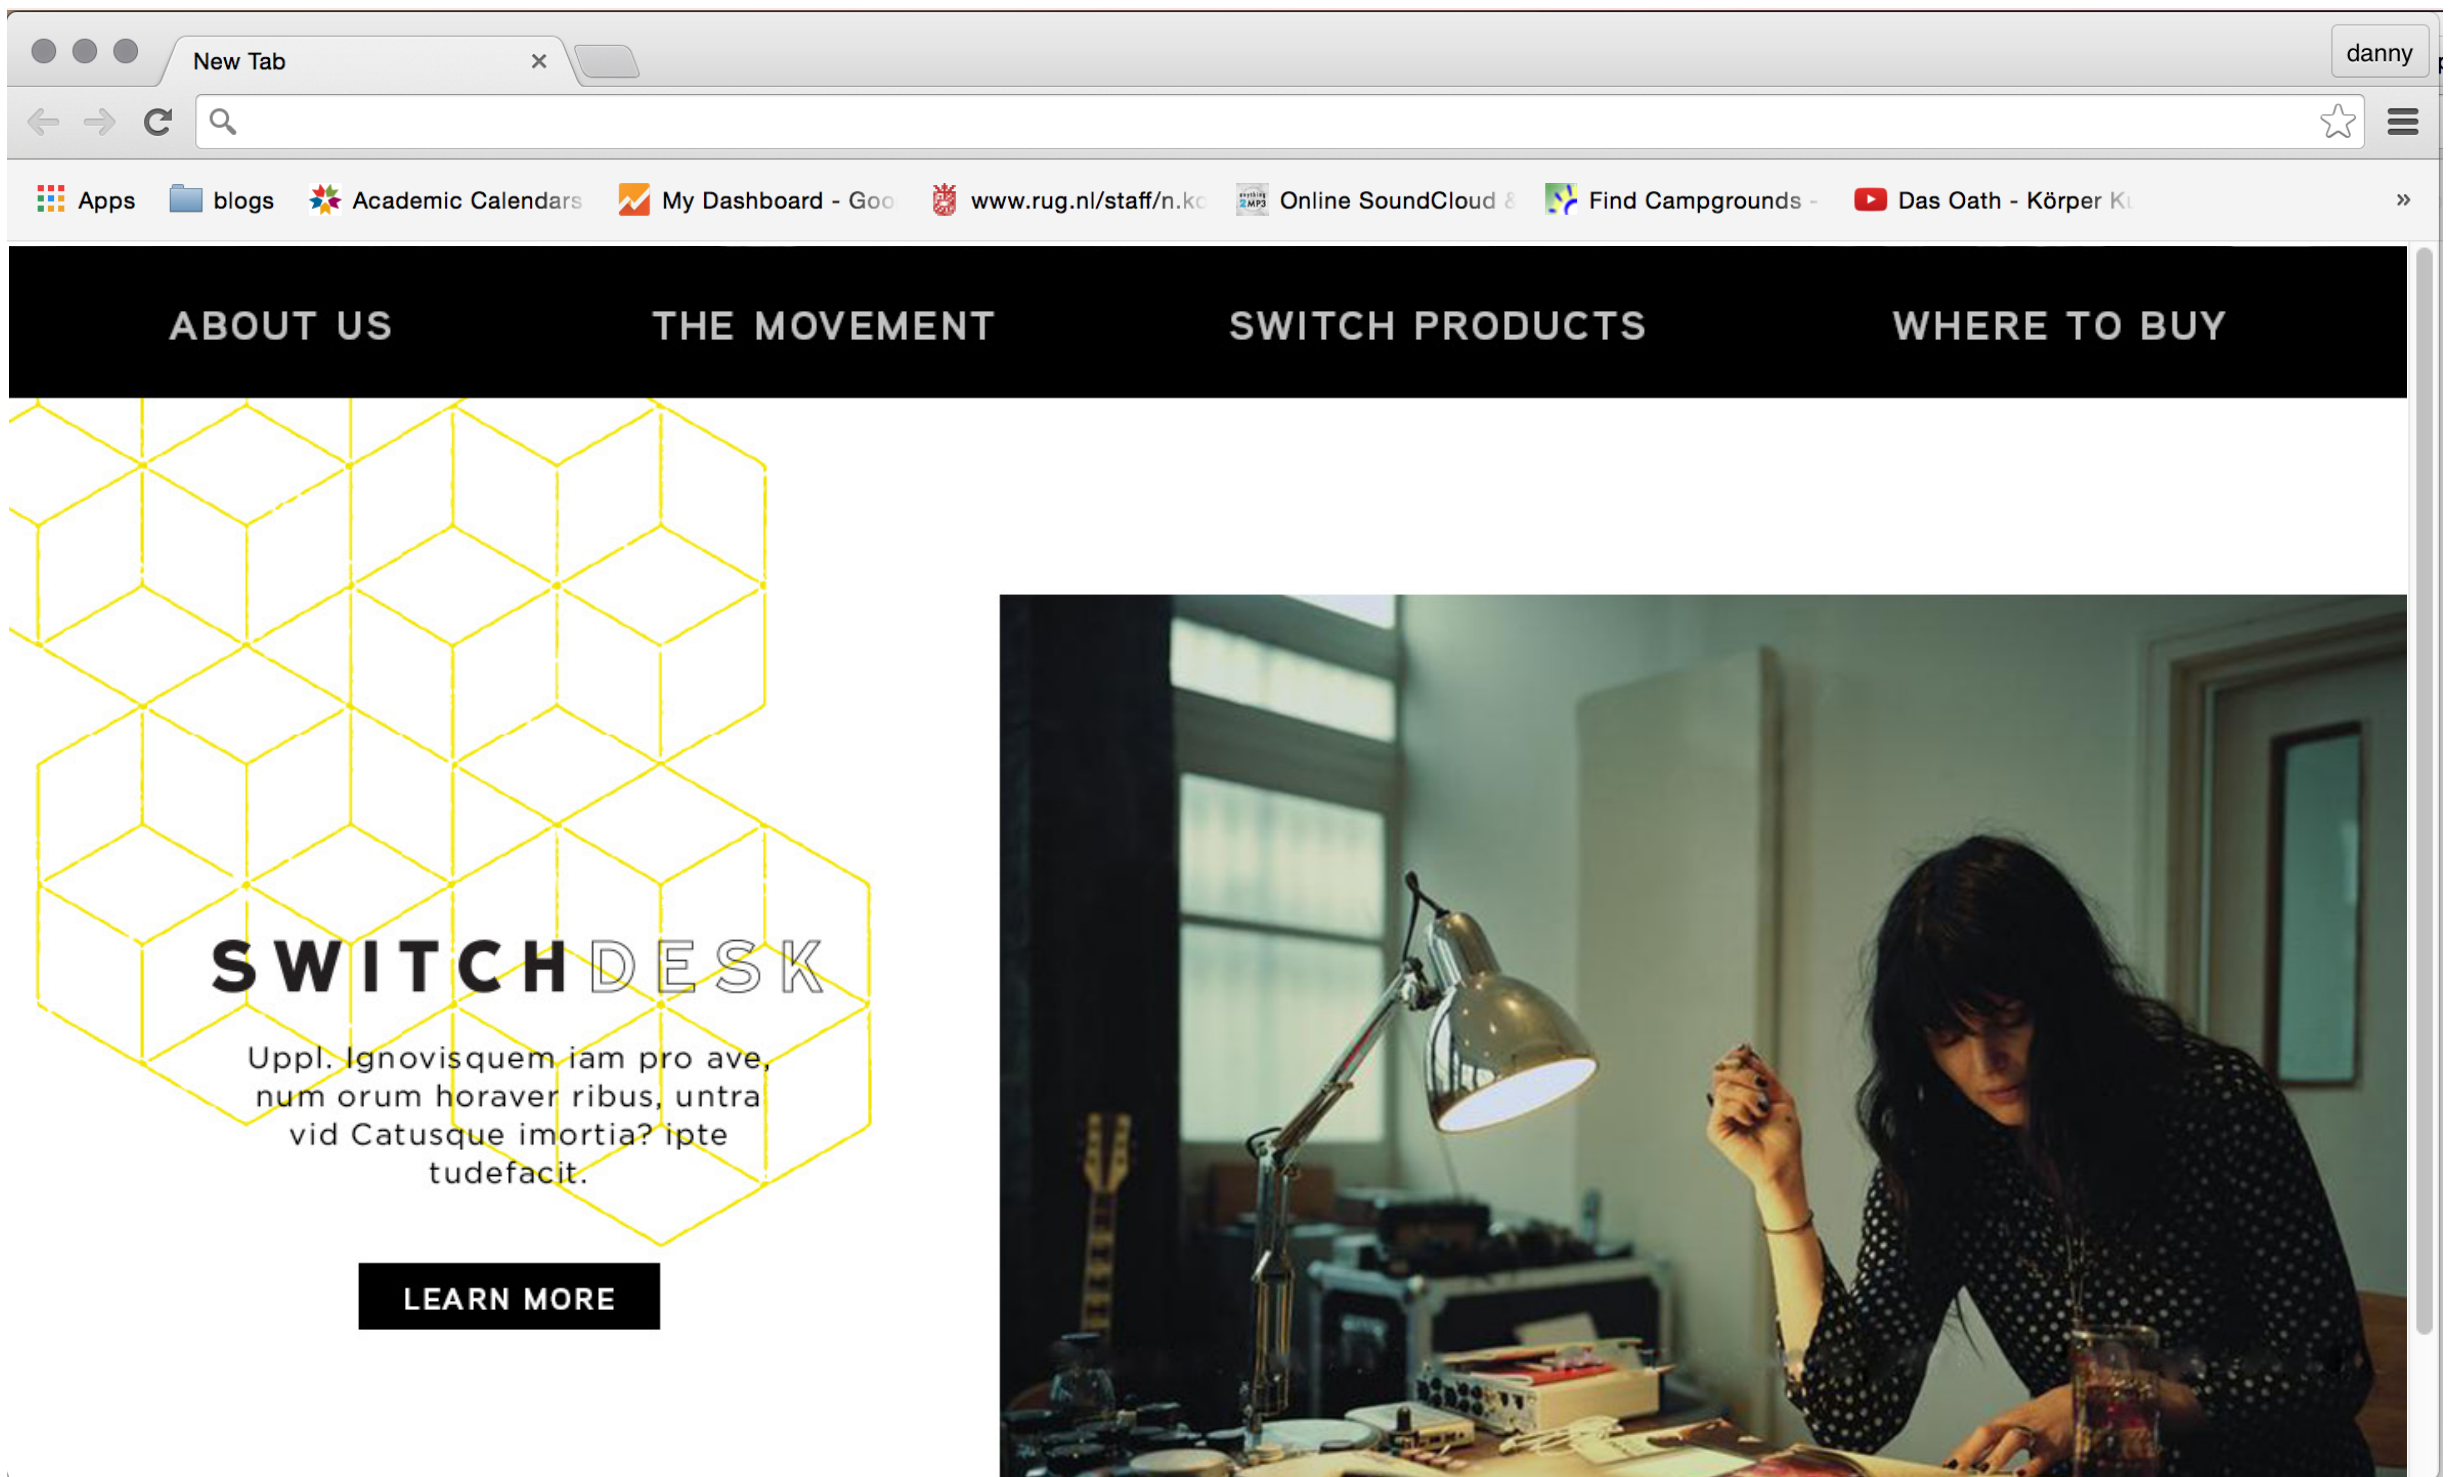 New Tab
danny
Apps
blogs
Academic Calendars
My Dashboard - Goo
www.rug.nl/staff/n.ko
Online SoundCloud &
Find Campgrounds -
Das Oath - Körper Ku
ABOUT US
THE MOVEMENT
SWITCH PRODUCTS
WHERE TO BUY
SWITCHDESK
Uppl. Ignovisquem iam pro ave,
num orum horaver ribus, untra
vid Catusque imortia? ipte
tudefacit.
LEARN MORE